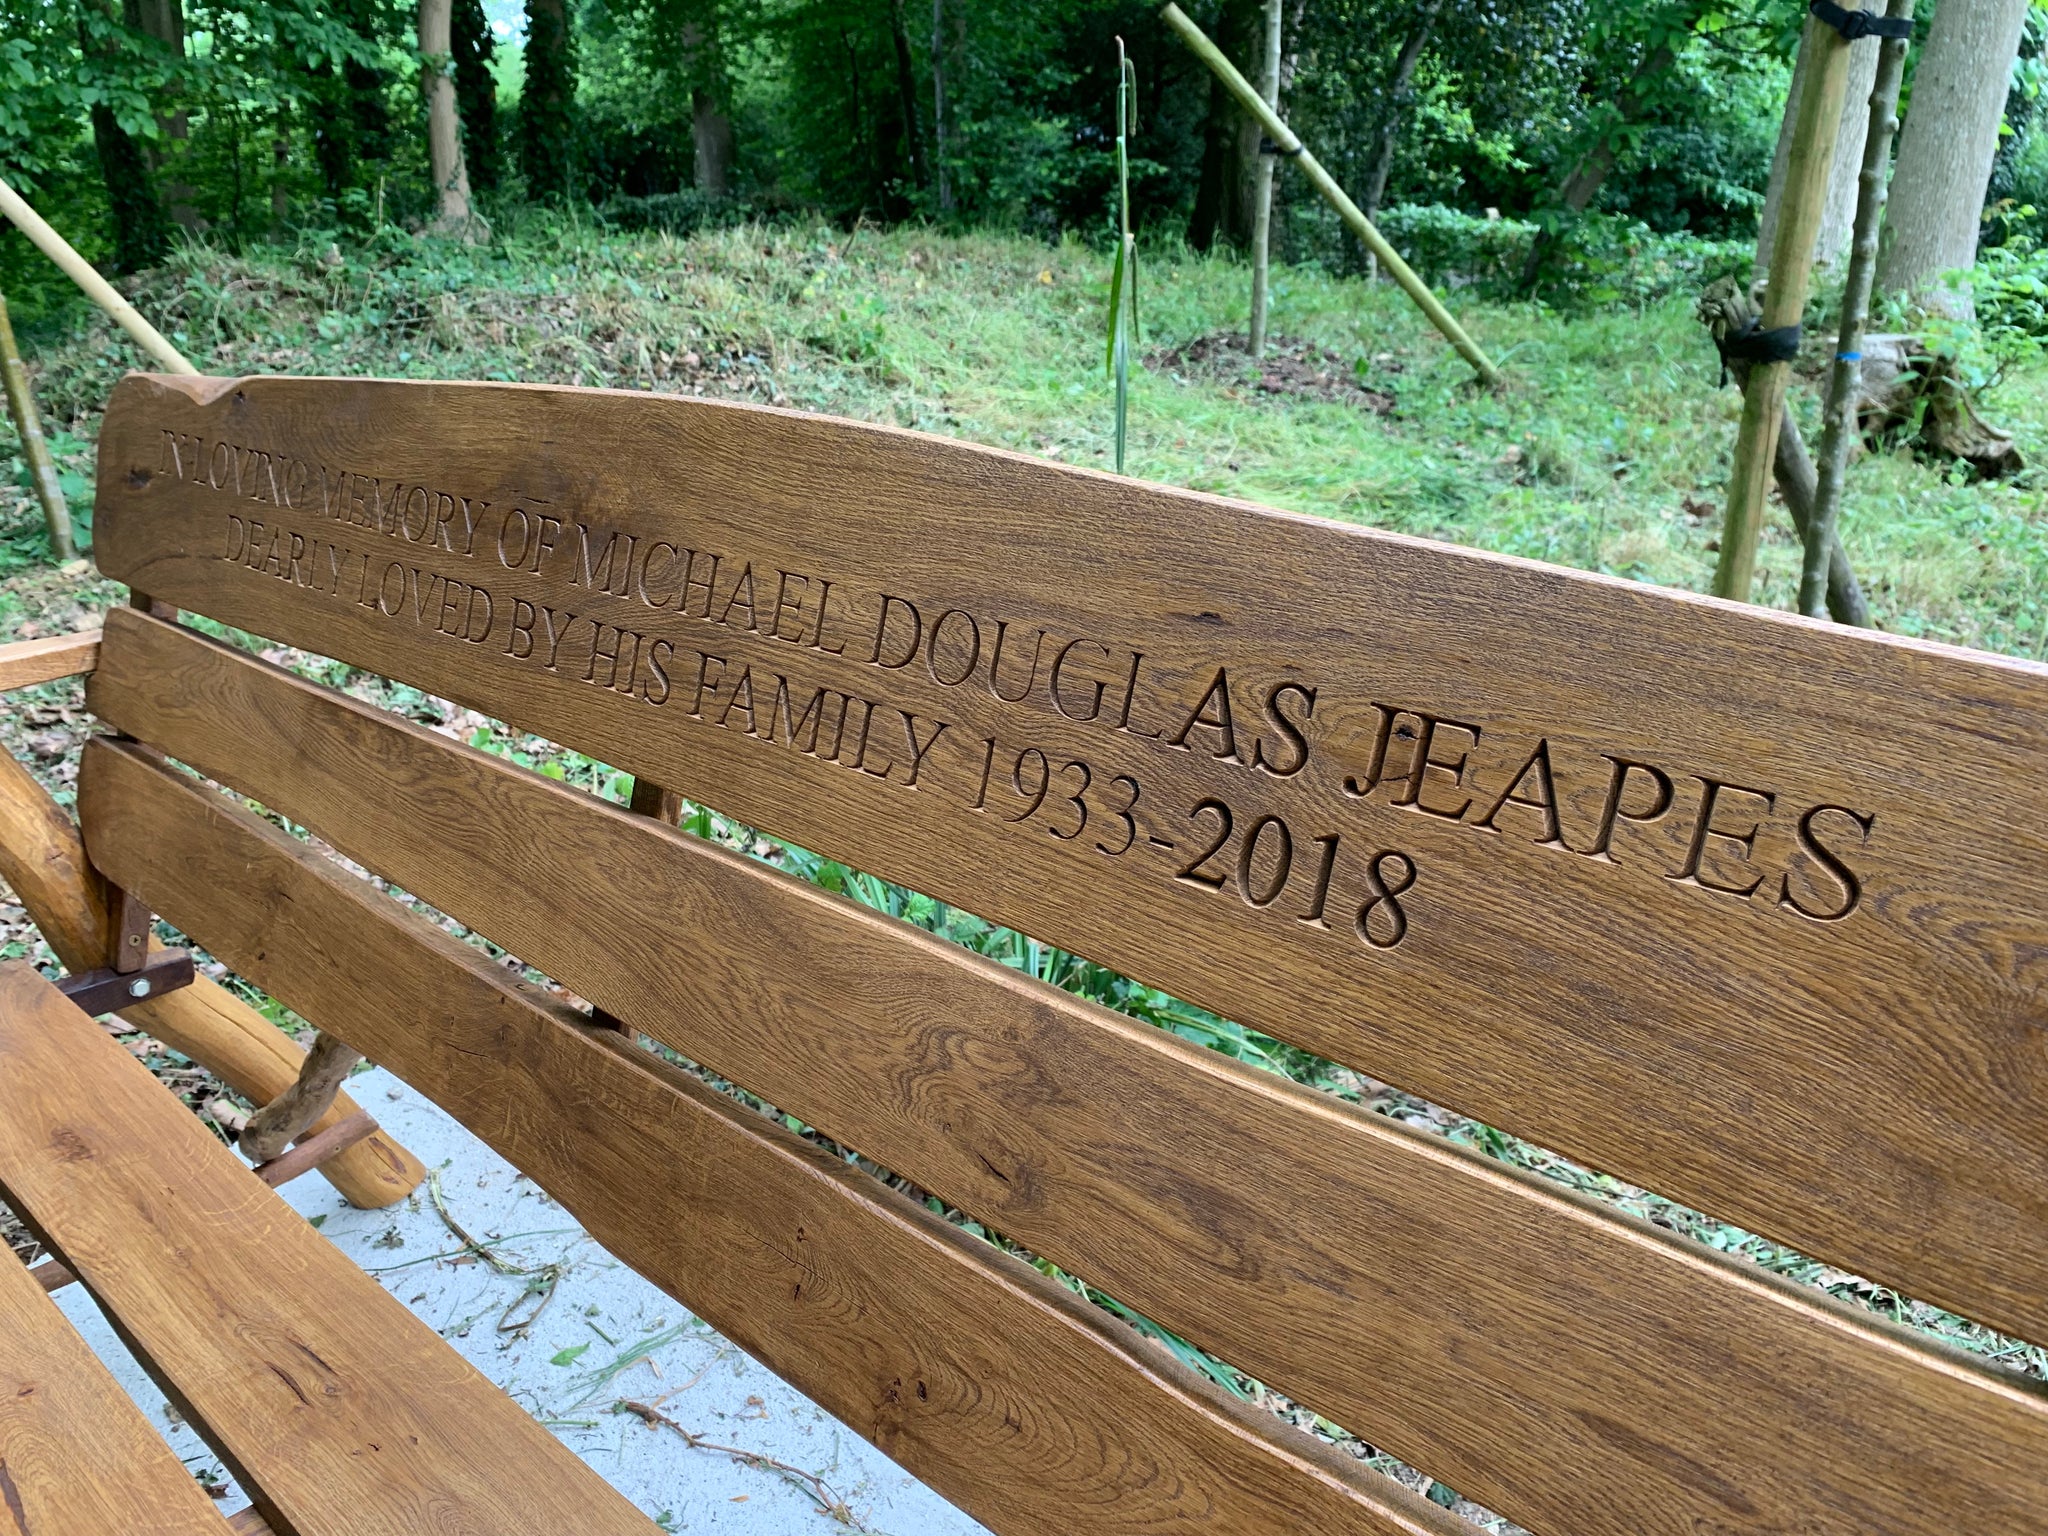 IN LOVING MEMORY OF MICHAEL DOUGLAS JEAPES
DEARLY LOVED BY HIS FAMILY 1933-2018